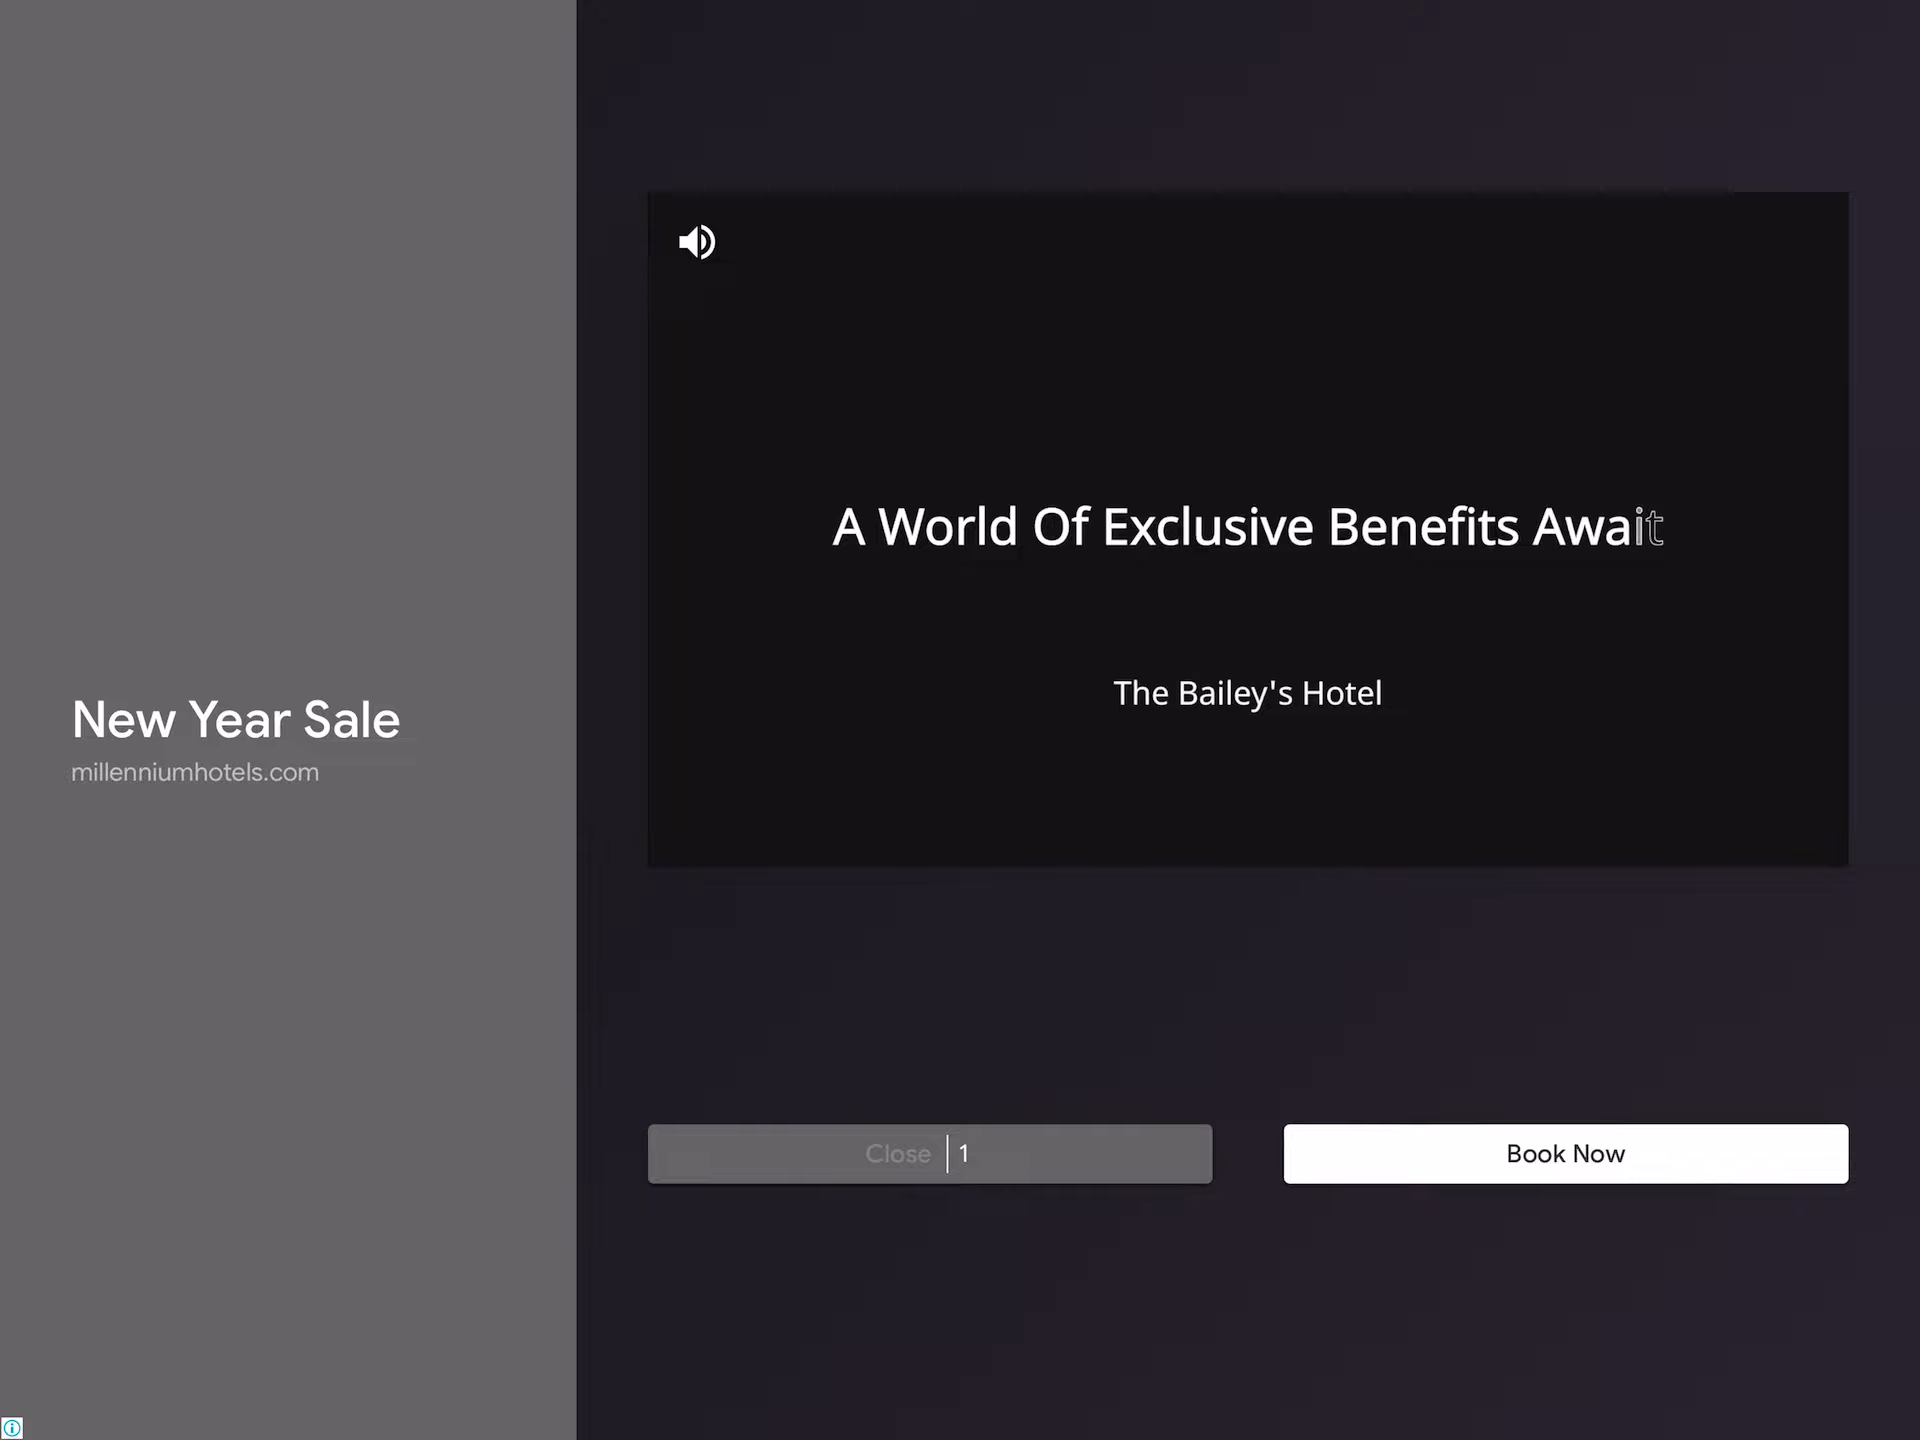 New Year Sale
millenniumhotels.com
A World Of Exclusive Benefits Await
The Bailey's Hotel
Close | 1
Book Now